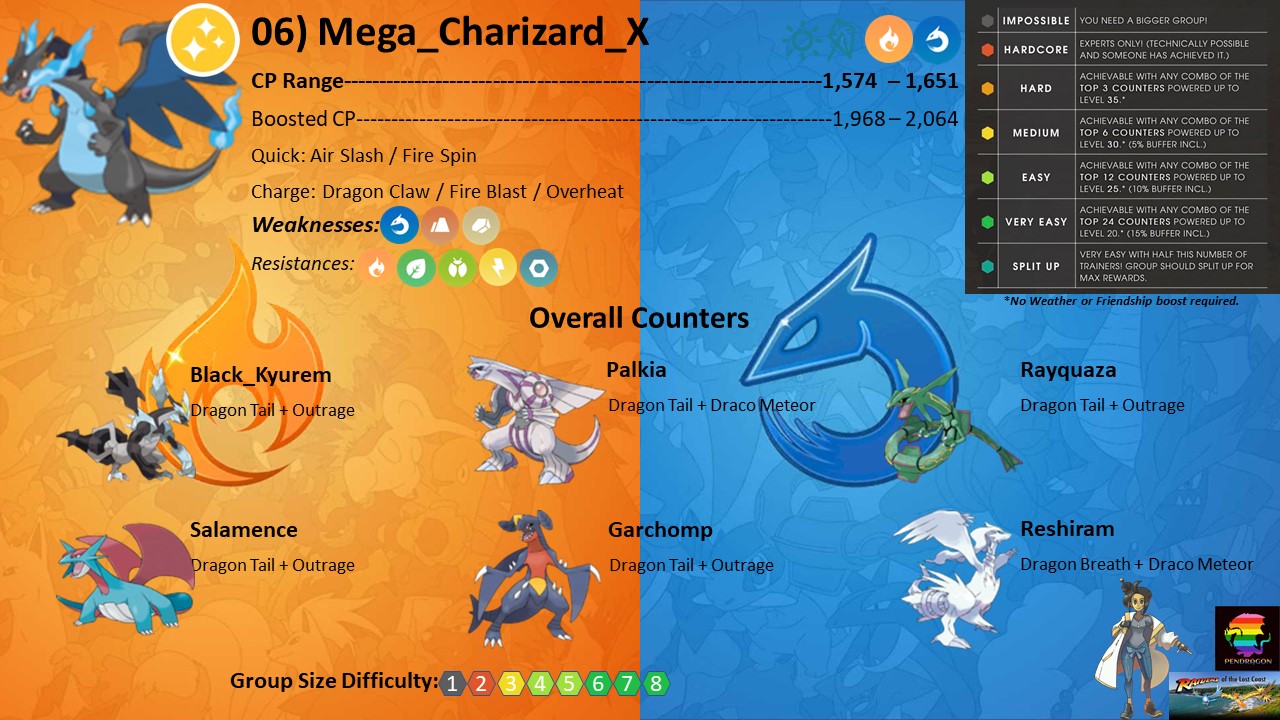 06) Mega_Charizard_X
CP Range--------------------------------------------------------------------1,574 – 1,651
Boosted CP--------------------------------------------------------------------1,968 – 2,064
Quick: Air Slash / Fire Spin
Charge: Dragon Claw / Fire Blast / Overheat
Weaknesses:
Resistances:
IMPOSSIBLE YOU NEED A BIGGER GROUP!
HARDCORE EXPERTS ONLY! (TECHNICALLY POSSIBLE
AND SOMEONE HAS ACHIEVED IT.)
HARD ACHIEVABLE WITH ANY COMBO OF THE
TOP 3 COUNTERS POWERED UP TO
LEVEL 35.*
MEDIUM ACHIEVABLE WITH ANY COMBO OF THE
TOP 6 COUNTERS POWERED UP TO
LEVEL 30.* (5% BUFFER INCL.)
EASY ACHIEVABLE WITH ANY COMBO OF THE
TOP 12 COUNTERS POWERED UP TO
LEVEL 25.* (10% BUFFER INCL.)
VERY EASY ACHIEVABLE WITH ANY COMBO OF THE
TOP 24 COUNTERS POWERED UP TO
LEVEL 20.* (15% BUFFER INCL.)
SPLIT UP VERY EASY WITH HALF THIS NUMBER OF
TRAINERS! GROUP SHOULD SPLIT UP FOR
MAX REWARDS.
*No Weather or Friendship boost required.
Overall Counters
Black_Kyurem
Dragon Tail + Outrage
Palkia
Dragon Tail + Draco Meteor
Rayquaza
Dragon Tail + Outrage
Salamence
Dragon Tail + Outrage
Garchomp
Dragon Tail + Outrage
Reshiram
Dragon Breath + Draco Meteor
Group Size Difficulty: 1 2 3 4 5 6 7 8
PENDRAGON
RAIDERS of the Lost Coast